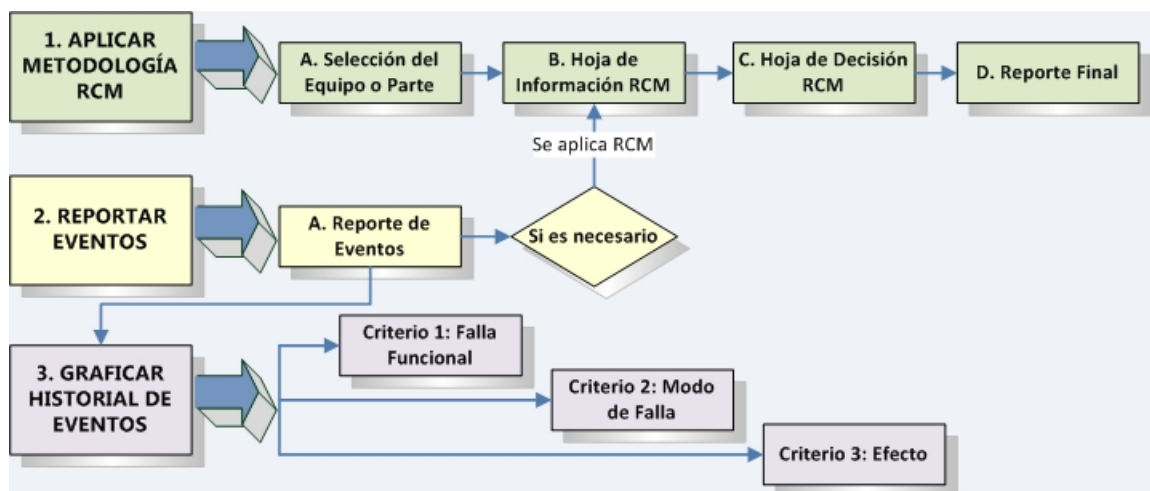 1. APLICAR
METODOLOGÍA
RCM
A. Selección del
Equipo o Parte
B. Hoja de
Información RCM
C. Hoja de Decisión
RCM
D. Reporte Final
Se aplica RCM
2. REPORTAR
EVENTOS
A. Reporte de
Eventos
Si es necesario
3. GRAFICAR
HISTORIAL DE
EVENTOS
Criterio 1: Falla
Funcional
Criterio 2: Modo
de Falla
Criterio 3: Efecto